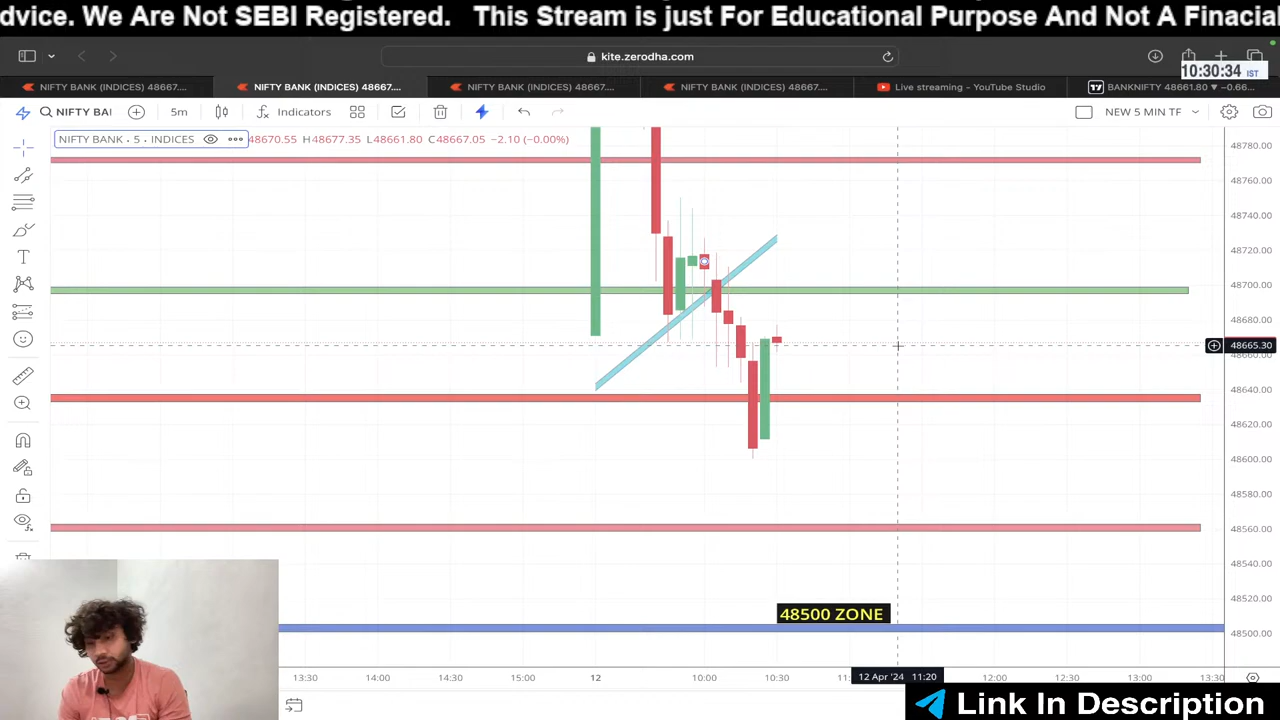 dvice. We Are Not SEBI Registered. This Stream is just For Educational Purpose And Not A Finacial
kite.zerodha.com
10:30:34 IST
NIFTY BANK (INDICES) 48667....
NIFTY BANK (INDICES) 48667....
NIFTY BANK (INDICES) 48667....
NIFTY BANK (INDICES) 48667....
Live streaming - YouTube Studio
BANKNIFTY 48661.80 ▼ −0.66...
NIFTY BAI
5m
Indicators
NEW 5 MIN TF
NIFTY BANK · 5 · INDICES
48670.55 H48677.35 L48661.80 C48667.05 −2.10 (−0.00%)
48780.00
48760.00
48740.00
48720.00
48700.00
48680.00
48665.30
48660.00
48640.00
48620.00
48600.00
48580.00
48560.00
48540.00
48520.00
48500.00
48500 ZONE
13:30
14:00
14:30
15:00
12
10:00
10:30
12 Apr '24 11:20
12:00
12:30
13:00
13:30
Link In Description